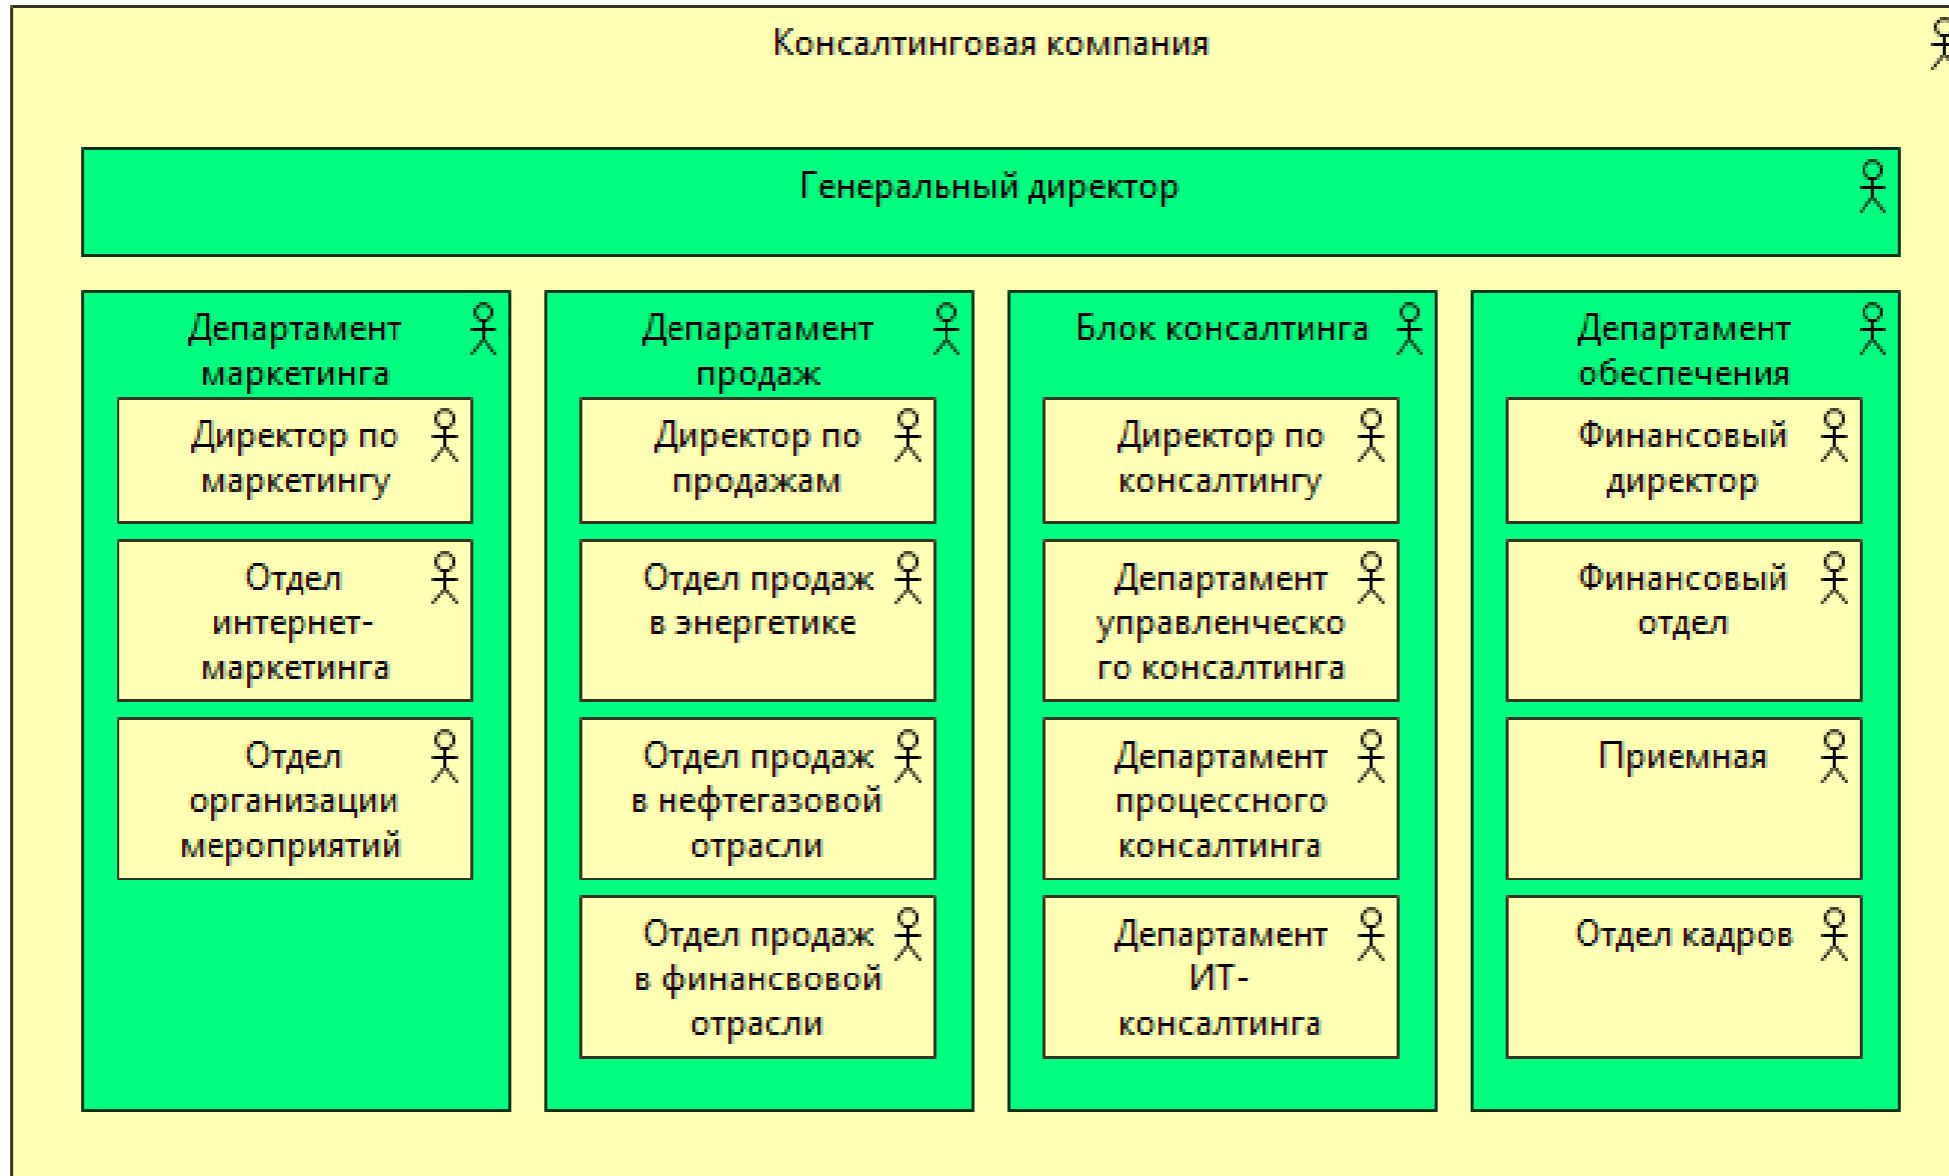 Консалтинговая компания
Генеральный директор
Департамент
маркетинга
Директор по
маркетингу
Отдел
интернет-
маркетинга
Отдел
организации
мероприятий
Депаратамент
продаж
Директор по
продажам
Отдел продаж
в энергетике
Отдел продаж
в нефтегазовой
отрасли
Отдел продаж
в финансвовой
отрасли
Блок консалтинга
Директор по
консалтингу
Департамент
управленческо
го консалтинга
Департамент
процессного
консалтинга
Департамент
ИТ-
консалтинга
Департамент
обеспечения
Финансовый
директор
Финансовый
отдел
Приемная
Отдел кадров